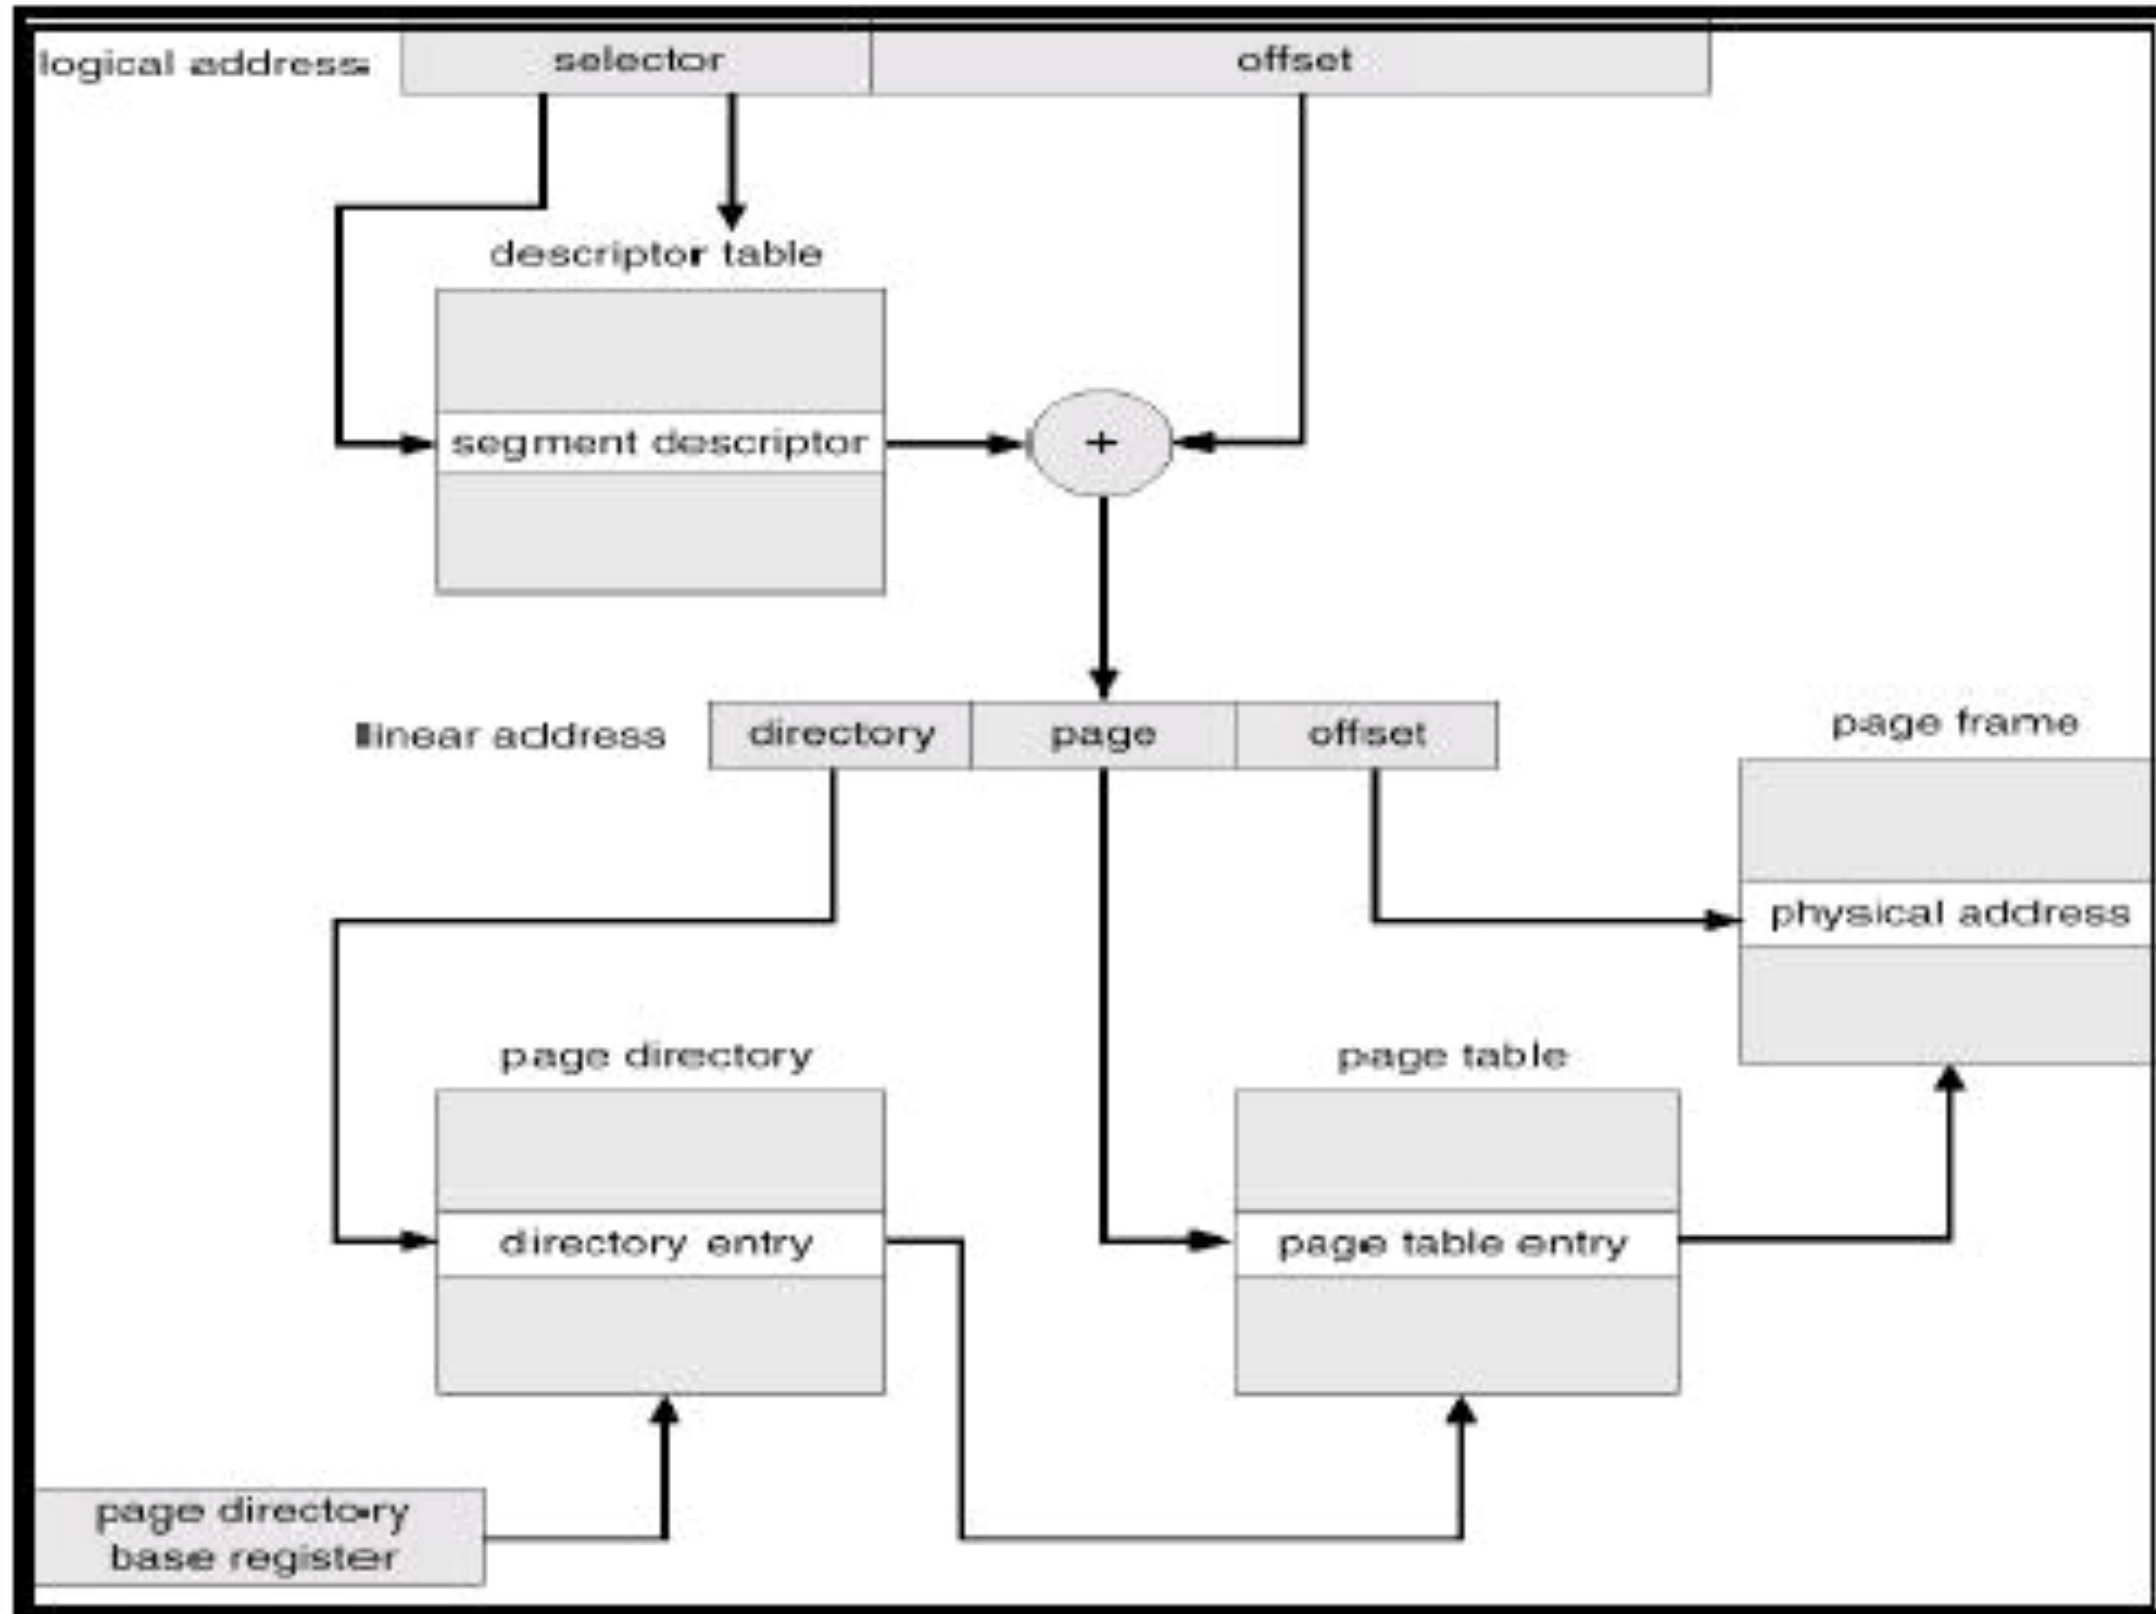 logical address
selector
offset
descriptor table
segment descriptor
+
linear address
directory
page
offset
page frame
physical address
page directory
page table
directory entry
page table entry
page directory
base register